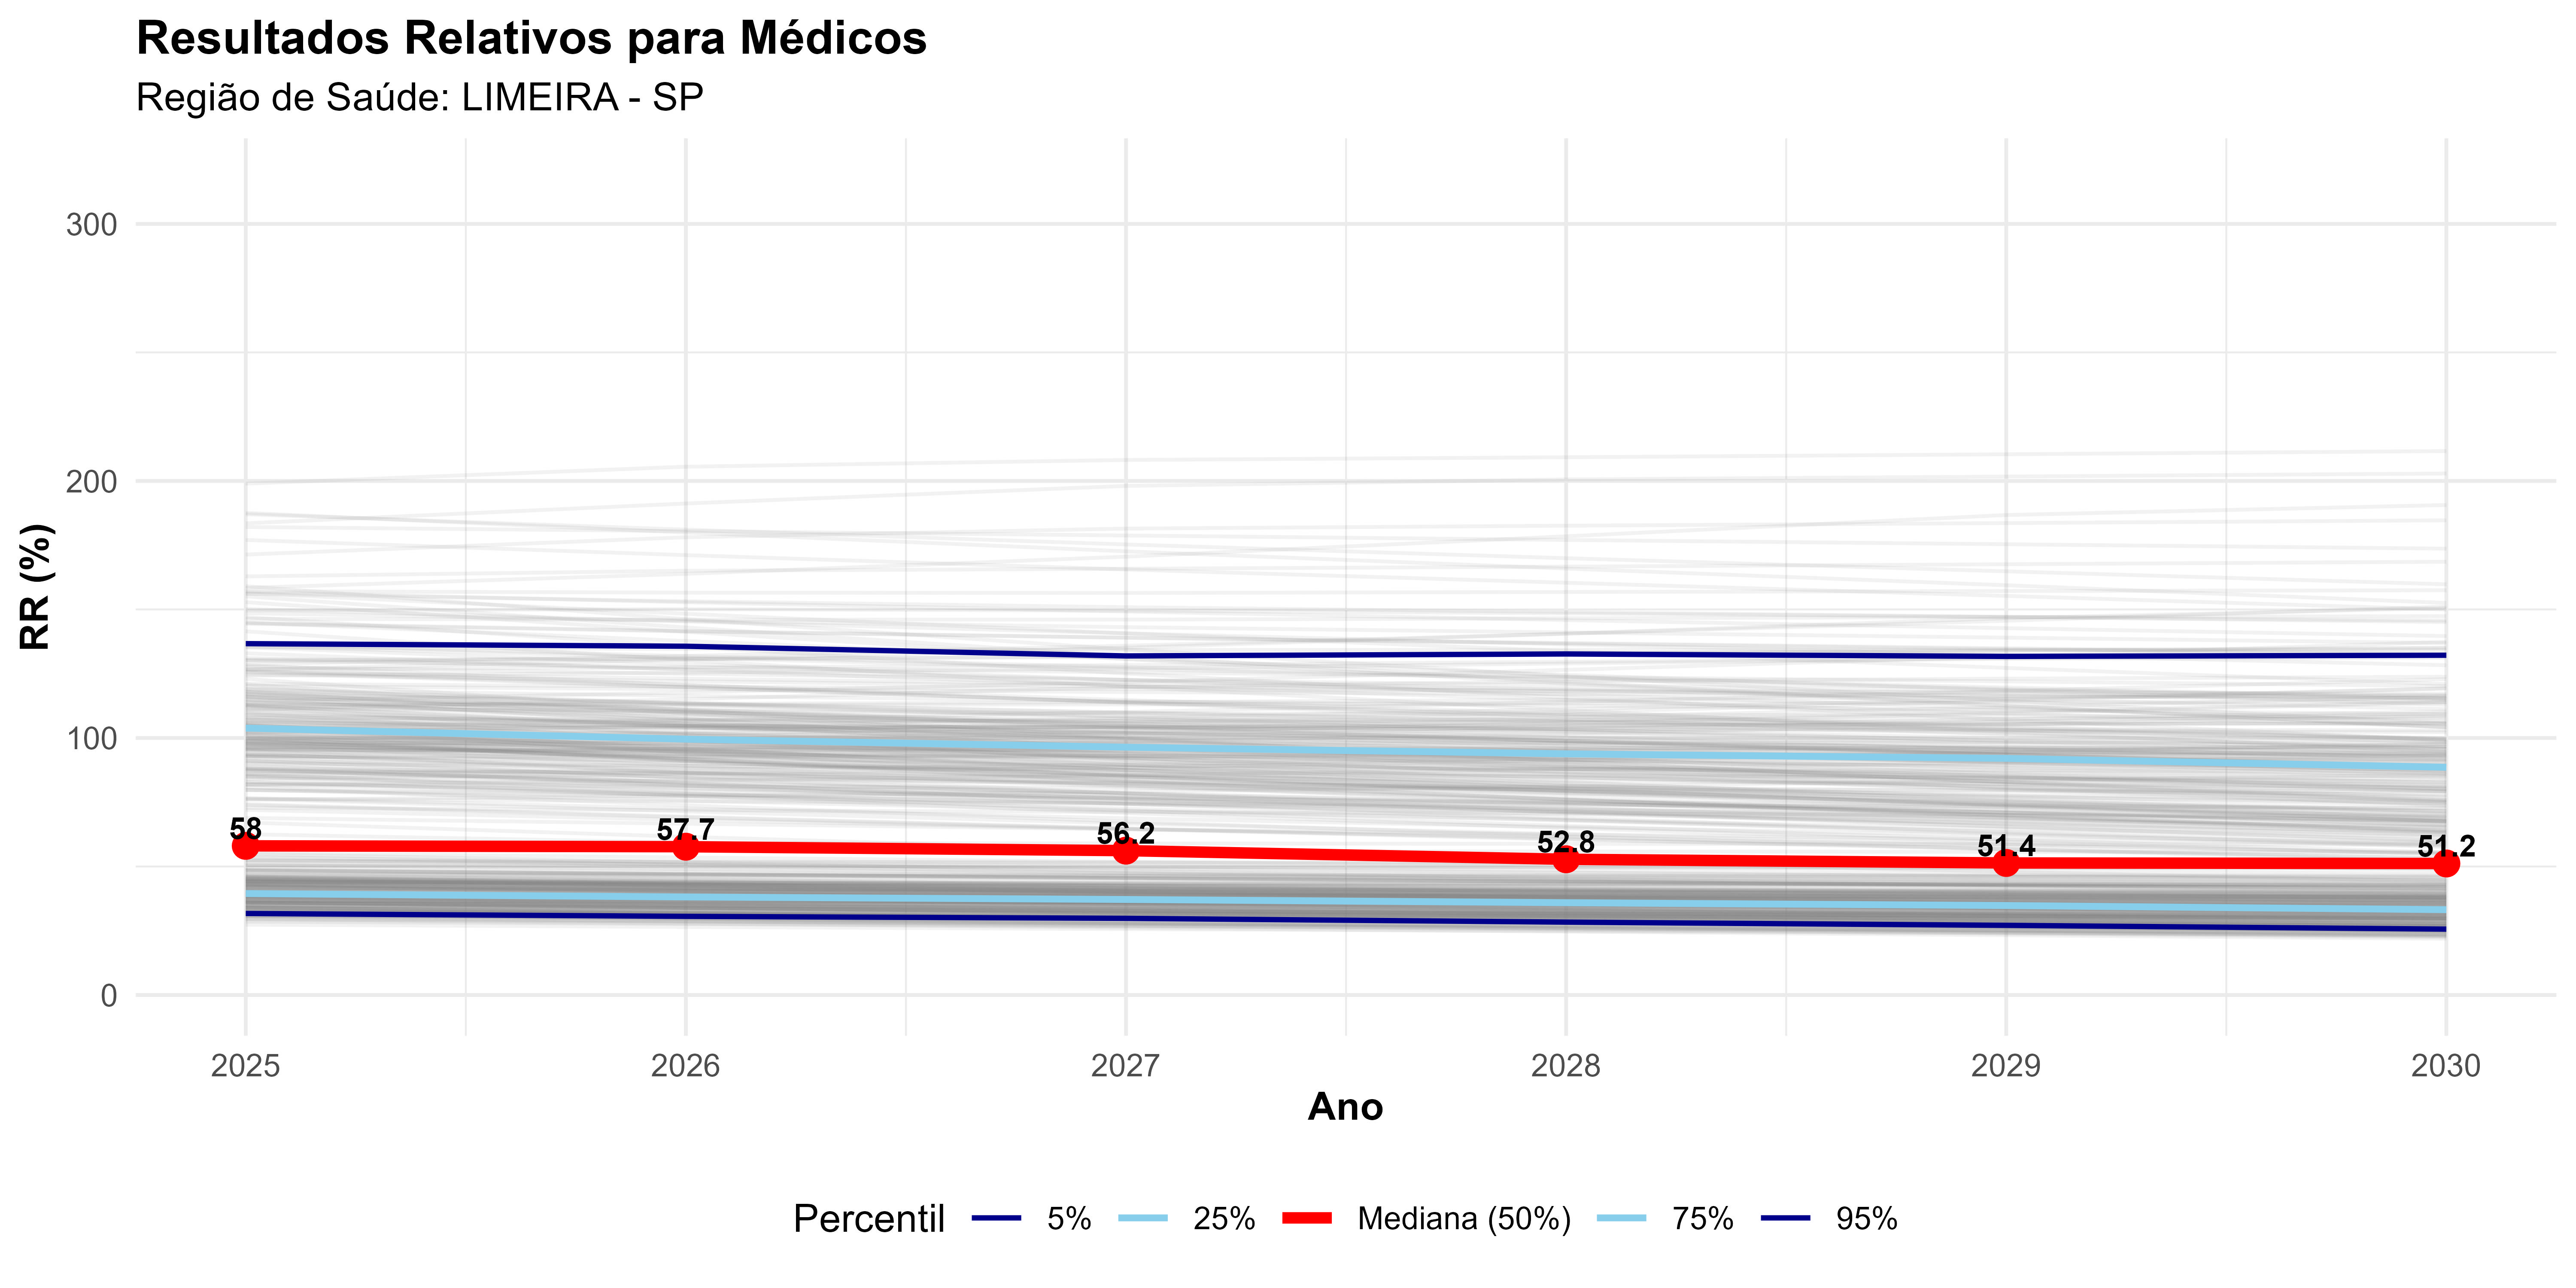 Resultados Relativos para Médicos
Região de Saúde: LIMEIRA - SP
RR (%)
300
200
100
0
58
57.7
56.2
52.8
51.4
51.2
2025 2026 2027 2028 2029 2030
Ano
Percentil 5% 25% Mediana (50%) 75% 95%